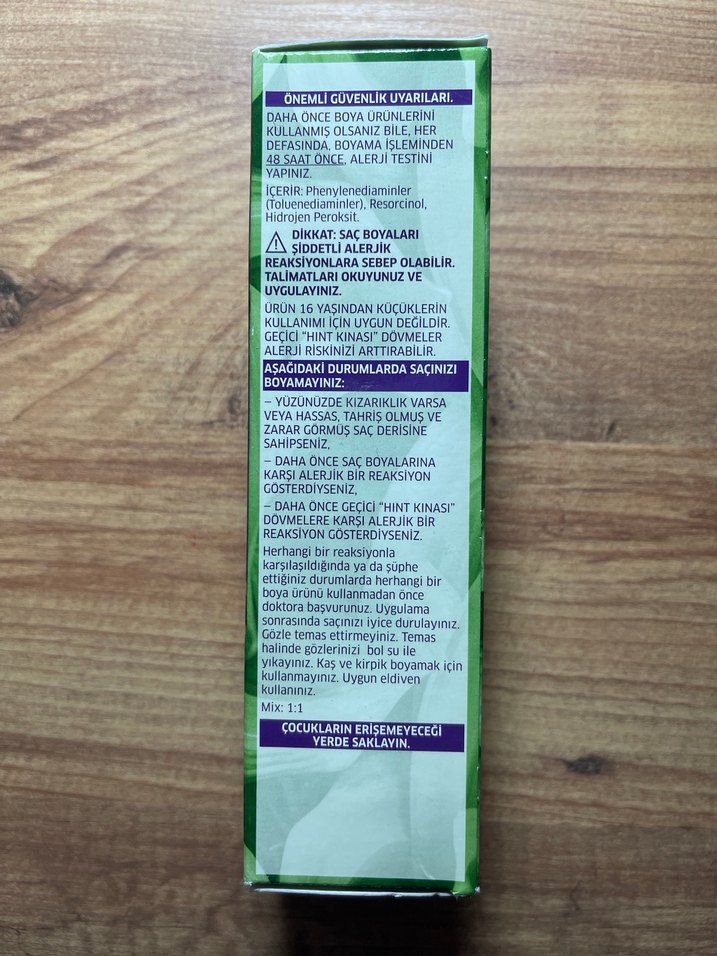 ÖNEMLİ GÜVENLİK UYARILARI.
DAHA ÖNCE BOYA ÜRÜNLERİNİ
KULLANMIŞ OLSANIZ BİLE, HER
DEFASINDA, BOYAMA İŞLEMİNDEN
48 SAAT ÖNCE, ALERJİ TESTİNİ
YAPINIZ.
İÇERİR: Phenylenediaminler
(Toluenediaminler), Resorcinol,
Hidrojen Peroksit.
DİKKAT: SAÇ BOYALARI
ŞİDDETLİ ALERJİK
REAKSİYONLARA SEBEP OLABİLİR.
TALİMATLARI OKUYUNUZ VE
UYGULAYINIZ.
ÜRÜN 16 YAŞINDAN KÜÇÜKLERİN
KULLANIMI İÇİN UYGUN DEĞİLDİR.
GEÇİCİ “HINT KINASI” DÖVMELER
ALERJİ RİSKİNİZİ ARTTIRABİLİR.
AŞAĞIDAKİ DURUMLARDA SAÇINIZI
BOYAMAYINIZ:
– YÜZÜNÜZDE KIZARIKLIK VARSA
VEYA HASSAS, TAHRİŞ OLMUŞ VE
ZARAR GÖRMÜŞ SAÇ DERİSİNE
SAHİPSENİZ,
– DAHA ÖNCE SAÇ BOYALARINA
KARŞI ALERJİK BİR REAKSİYON
GÖSTERDİYSENİZ,
– DAHA ÖNCE GEÇİCİ “HINT KINASI”
DÖVMELERE KARŞI ALERJİK BİR
REAKSİYON GÖSTERDİYSENİZ.
Herhangi bir reaksiyonla
karşılaşıldığında ya da şüphe
ettiğiniz durumlarda herhangi bir
boya ürünü kullanmadan önce
doktora başvurunuz. Uygulama
sonrasında saçınızı iyice durulayınız.
Gözle temas ettirmeyiniz. Temas
halinde gözlerinizi bol su ile
yıkayınız. Kaş ve kirpik boyamak için
kullanmayınız. Uygun eldiven
kullanınız.
Mix: 1:1
ÇOCUKLARIN ERİŞEMEYECEĞİ
YERDE SAKLAYIN.